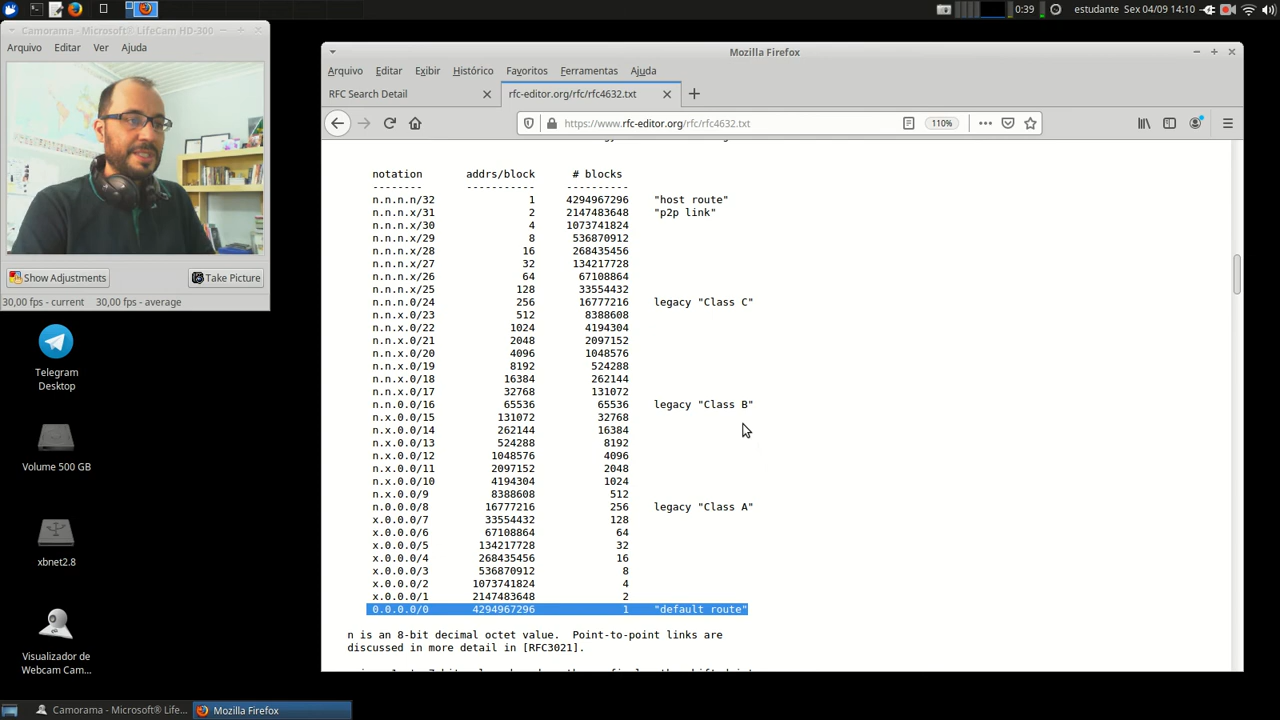 0:39 estudante Sex 04/09 14:10
Camorama - Microsoft® LifeCam HD-300
Arquivo Editar Ver Ajuda
Show Adjustments Take Picture
30,00 fps - current 30,00 fps - average
Telegram
Desktop
Volume 500 GB
xbnet2.8
Visualizador de
Webcam Cam...
Mozilla Firefox
Arquivo Editar Exibir Histórico Favoritos Ferramentas Ajuda
RFC Search Detail rfc-editor.org/rfc/rfc4632.txt
https://www.rfc-editor.org/rfc/rfc4632.txt 110%
notation addrs/block # blocks
-------- ----------- ----------
n.n.n.n/32 1 4294967296 "host route"
n.n.n.x/31 2 2147483648 "p2p link"
n.n.n.x/30 4 1073741824
n.n.n.x/29 8 536870912
n.n.n.x/28 16 268435456
n.n.n.x/27 32 134217728
n.n.n.x/26 64 67108864
n.n.n.x/25 128 33554432
n.n.n.0/24 256 16777216 legacy "Class C"
n.n.x.0/23 512 8388608
n.n.x.0/22 1024 4194304
n.n.x.0/21 2048 2097152
n.n.x.0/20 4096 1048576
n.n.x.0/19 8192 524288
n.n.x.0/18 16384 262144
n.n.x.0/17 32768 131072
n.n.0.0/16 65536 65536 legacy "Class B"
n.x.0.0/15 131072 32768
n.x.0.0/14 262144 16384
n.x.0.0/13 524288 8192
n.x.0.0/12 1048576 4096
n.x.0.0/11 2097152 2048
n.x.0.0/10 4194304 1024
n.x.0.0/9 8388608 512
n.0.0.0/8 16777216 256 legacy "Class A"
x.0.0.0/7 33554432 128
x.0.0.0/6 67108864 64
x.0.0.0/5 134217728 32
x.0.0.0/4 268435456 16
x.0.0.0/3 536870912 8
x.0.0.0/2 1073741824 4
x.0.0.0/1 2147483648 2
0.0.0.0/0 4294967296 1 "default route"
n is an 8-bit decimal octet value. Point-to-point links are
discussed in more detail in [RFC3021].
Camorama - Microsoft® LifeC... Mozilla Firefox